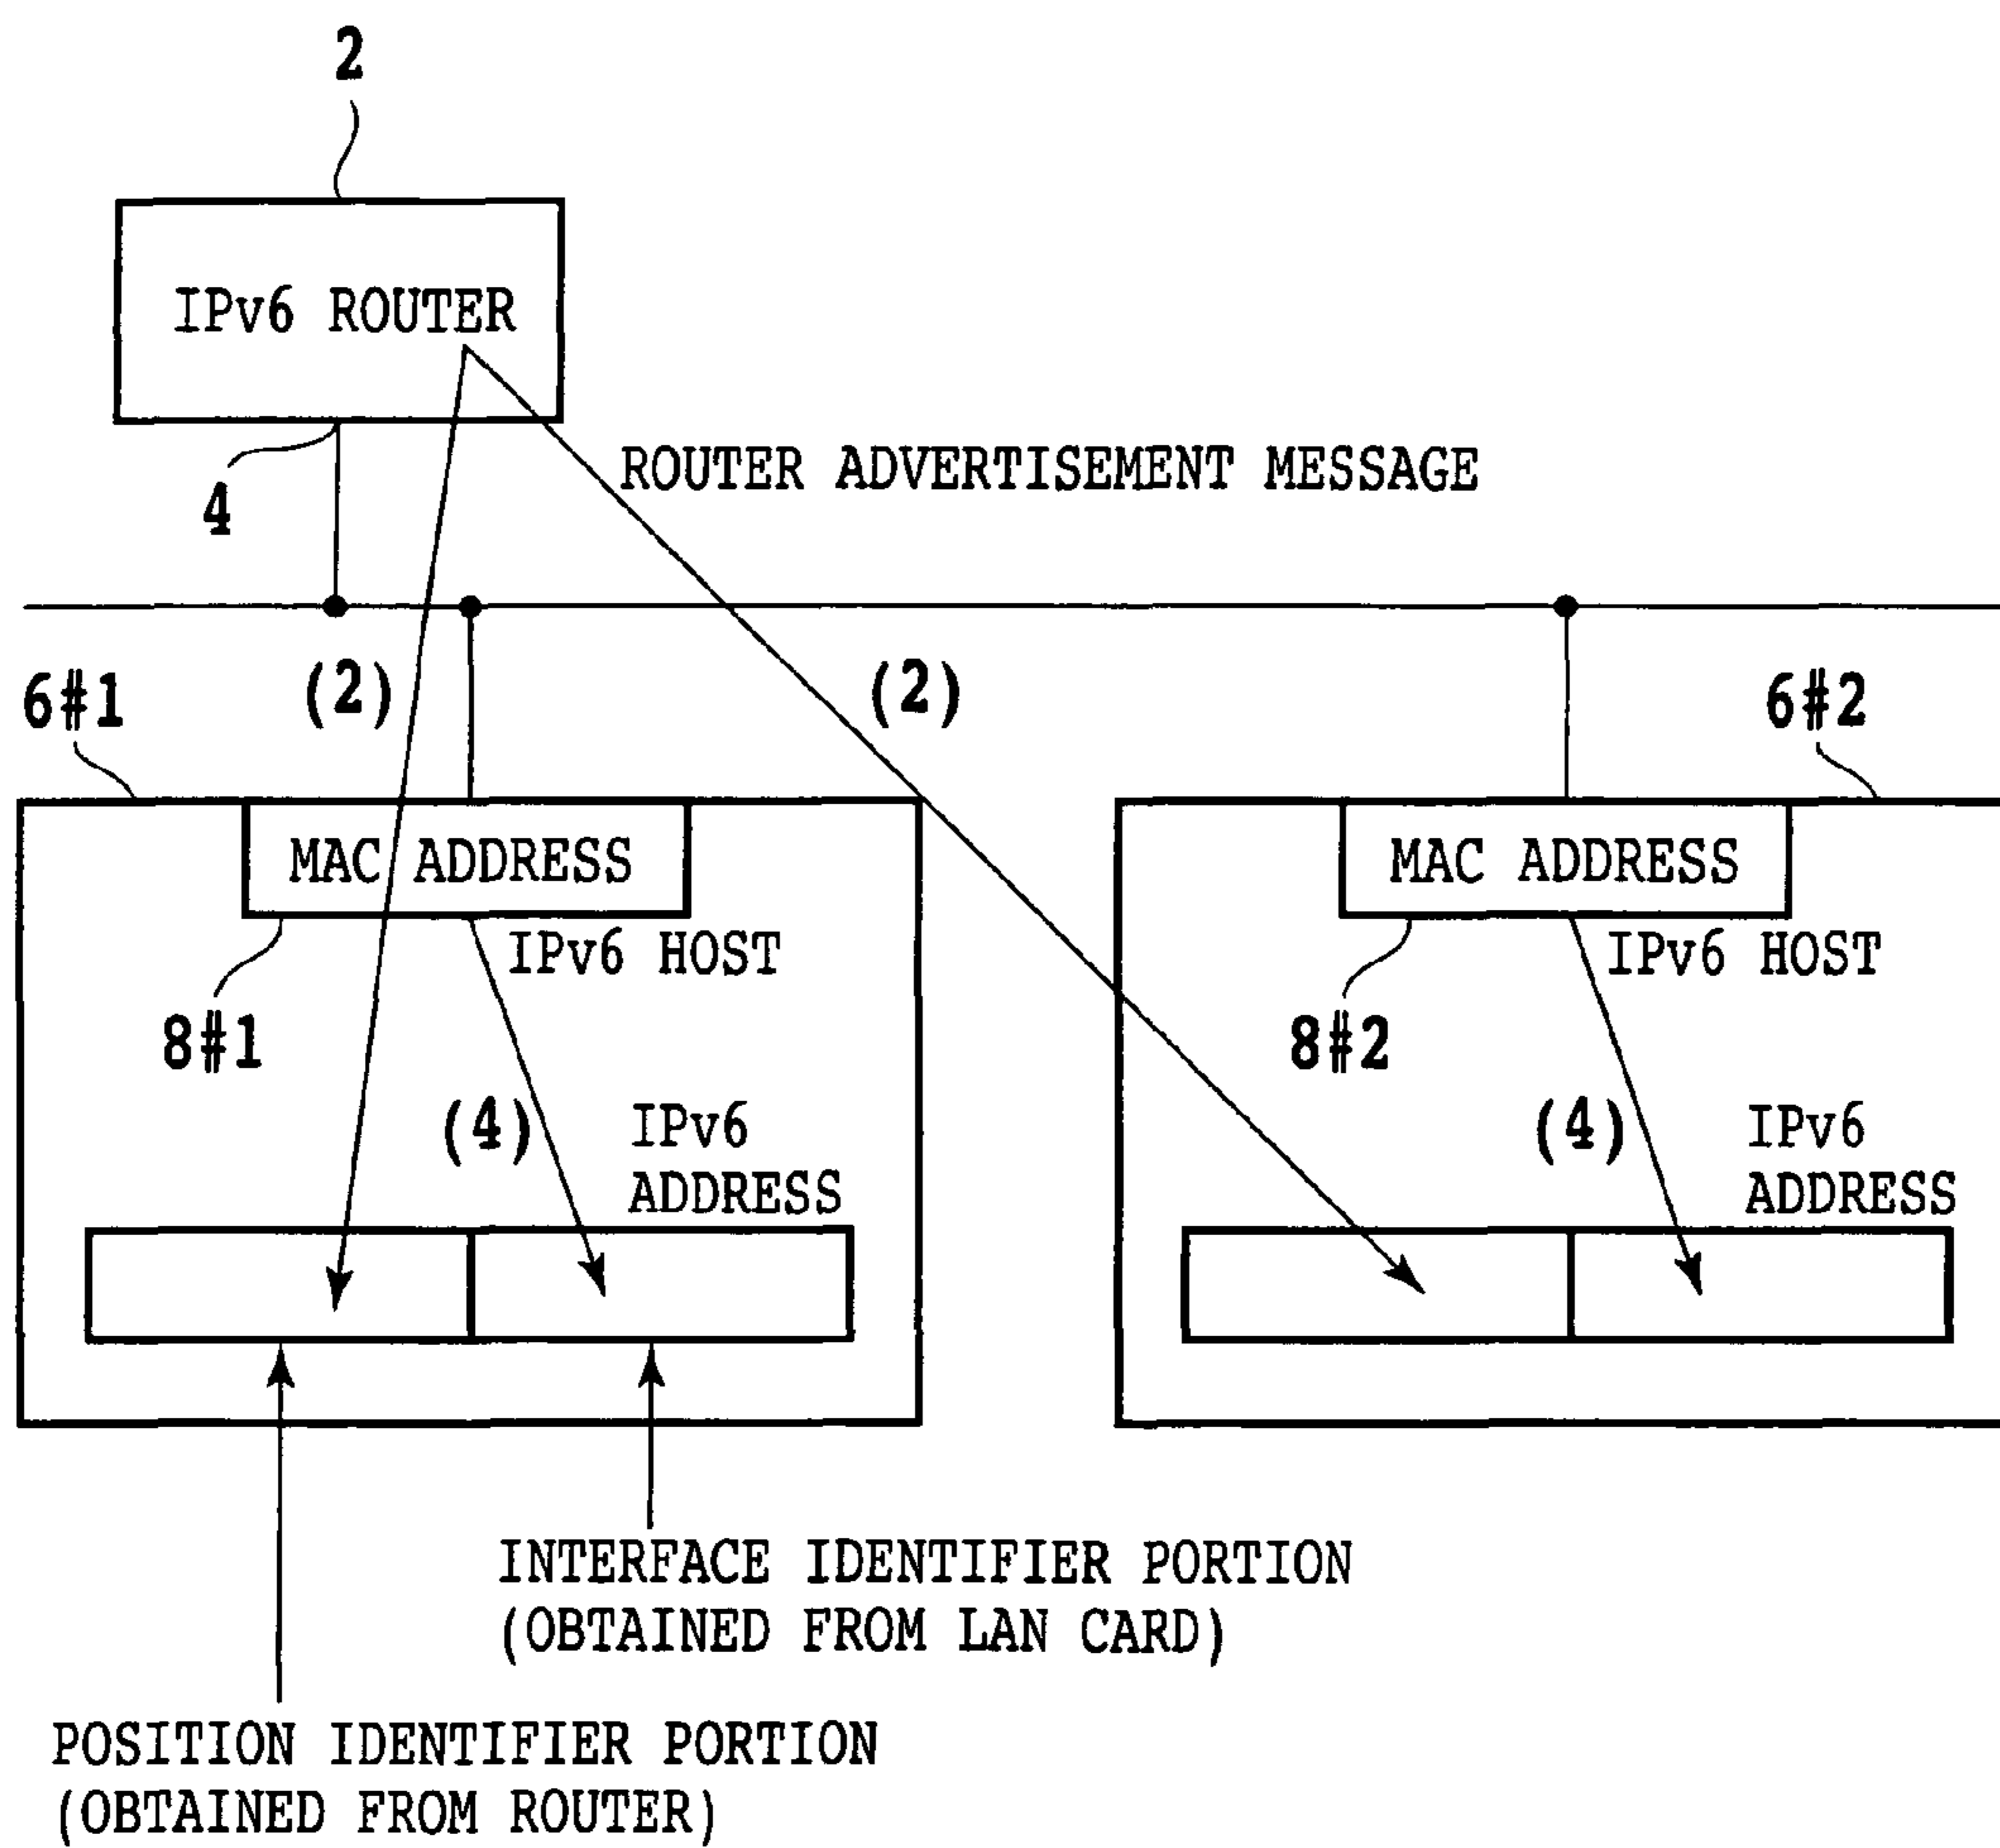 2
IPv6 ROUTER
4
ROUTER ADVERTISEMENT MESSAGE
6#1
(2)
(2)
6#2
MAC ADDRESS
MAC ADDRESS
IPv6 HOST
IPv6 HOST
8#1
8#2
(4)
IPv6
ADDRESS
(4)
IPv6
ADDRESS
INTERFACE IDENTIFIER PORTION
(OBTAINED FROM LAN CARD)
POSITION IDENTIFIER PORTION
(OBTAINED FROM ROUTER)